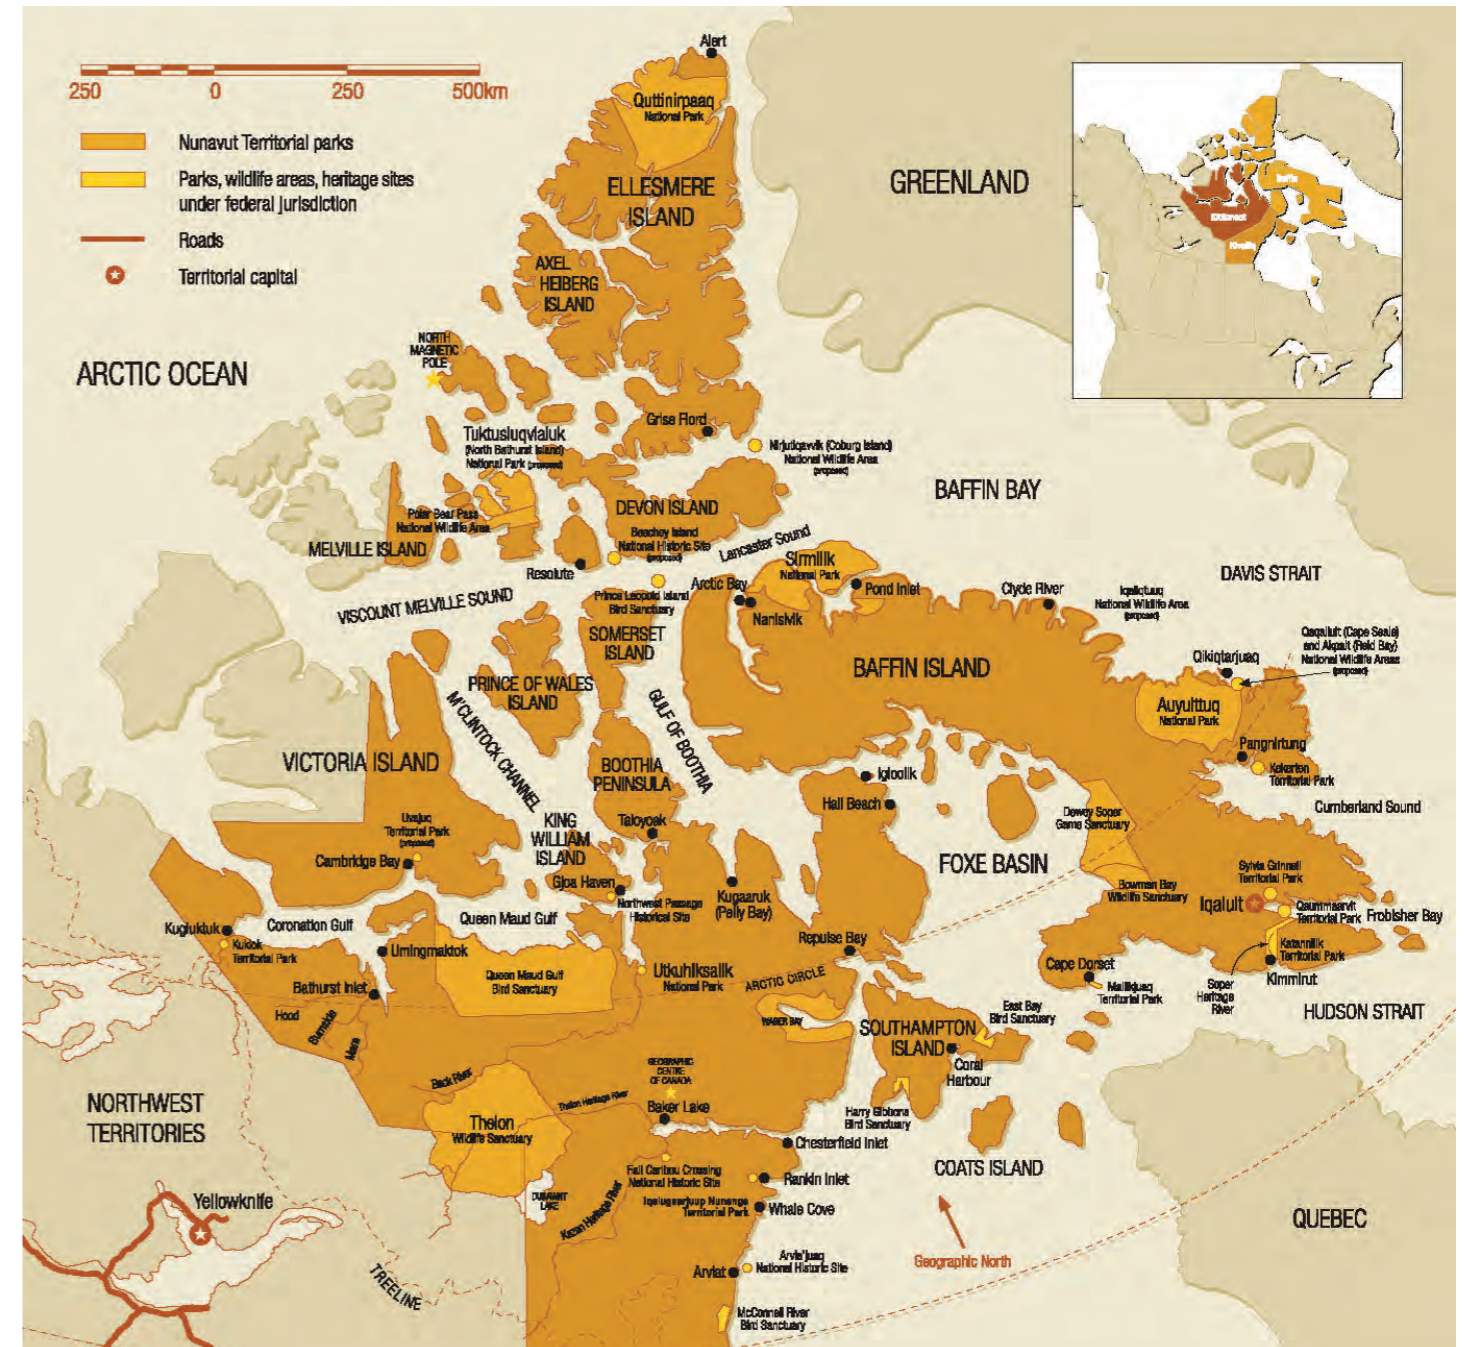 250
0
250
500km
Nunavut Territorial parks
Parks, wildlife areas, heritage sites
under federal jurisdiction
Roads
Territorial capital
Alert
Quttinirpaaq
National Park
ELLESMERE
ISLAND
GREENLAND
Baffin
Kitikmeot
Kivalliq
AXEL
HEIBERG
ISLAND
NORTH
MAGNETIC
POLE
ARCTIC OCEAN
Grise Fiord
Tuktusiuqvialuk
(North Bathurst Island)
National Park (proposed)
Nirjutiqavvik (Coburg Island)
National Wildlife Area
(proposed)
BAFFIN BAY
Polar Bear Pass
National Wildlife Area
DEVON ISLAND
Beechey Island
National Historic Site
(proposed)
Lancaster Sound
MELVILLE ISLAND
Resolute
Sirmilik
National Park
DAVIS STRAIT
VISCOUNT MELVILLE SOUND
Prince Leopold Island
Bird Sanctuary
Arctic Bay
Nanisivik
Pond Inlet
Clyde River
National Wildlife Area
(proposed)
SOMERSET
ISLAND
BAFFIN ISLAND
Qikiqtarjuaq
Qaqalluit (Cape Searle)
and Akpait (Reid Bay)
National Wildlife Areas
(proposed)
PRINCE OF WALES
ISLAND
M'CLINTOCK CHANNEL
GULF OF BOOTHIA
Auyuittuq
National Park
VICTORIA ISLAND
BOOTHIA
PENINSULA
Pangnirtung
Kekerten
Territorial Park
Igloolik
Hall Beach
Cumberland Sound
Uvajuq
Territorial Park
(proposed)
Cambridge Bay
KING
WILLIAM
ISLAND
Taloyoak
Dewey Soper
Game Sanctuary
FOXE BASIN
Gjoa Haven
Northwest Passage
Historical Site
Kugaaruk
(Pelly Bay)
Bowman Bay
Wildlife Sanctuary
Sylvia Grinnell
Territorial Park
Iqaluit
Qaummaarviit
Territorial Park
Frobisher Bay
Kugluktuk
Kukiok
Territorial Park
Coronation Gulf
Queen Maud Gulf
Umingmaktok
Bathurst Inlet
Queen Maud Gulf
Bird Sanctuary
Utkuhiksalik
National Park
Repulse Bay
ARCTIC CIRCLE
Cape Dorset
Mallikjuaq
Territorial Park
Katannilik
Territorial Park
Kimmirut
Soper
Heritage
River
HUDSON STRAIT
Hood
Burnside
Mara
WAGER BAY
SOUTHAMPTON
ISLAND
East Bay
Bird Sanctuary
Coral
Harbour
Harry Gibbons
Bird Sanctuary
Back River
GEOGRAPHIC
CENTRE
OF CANADA
Baker Lake
Thelon Heritage River
NORTHWEST
TERRITORIES
Thelon
Wildlife Sanctuary
Chesterfield Inlet
COATS ISLAND
Fall Caribou Crossing
National Historic Site
Rankin Inlet
Iqalugaarjuup Nunanga
Territorial Park
Whale Cove
DUBAWNT
LAKE
Kazan Heritage River
Yellowknife
QUEBEC
Geographic North
TREELINE
Arviat
Arvia'juaq
National Historic Site
McConnell River
Bird Sanctuary